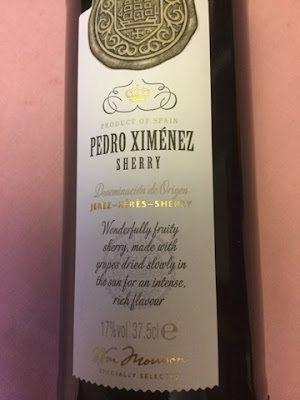 PRODUCT OF SPAIN
PEDRO XIMÉNEZ
SHERRY
Denominación de Origen
JEREZ-XÉRÈS-SHERRY
Wonderfully fruity
sherry, made with
grapes dried slowly in
the sun for an intense,
rich flavour
17%vol 37.5cl e
Wm Morrison
SPECIALLY SELECTED